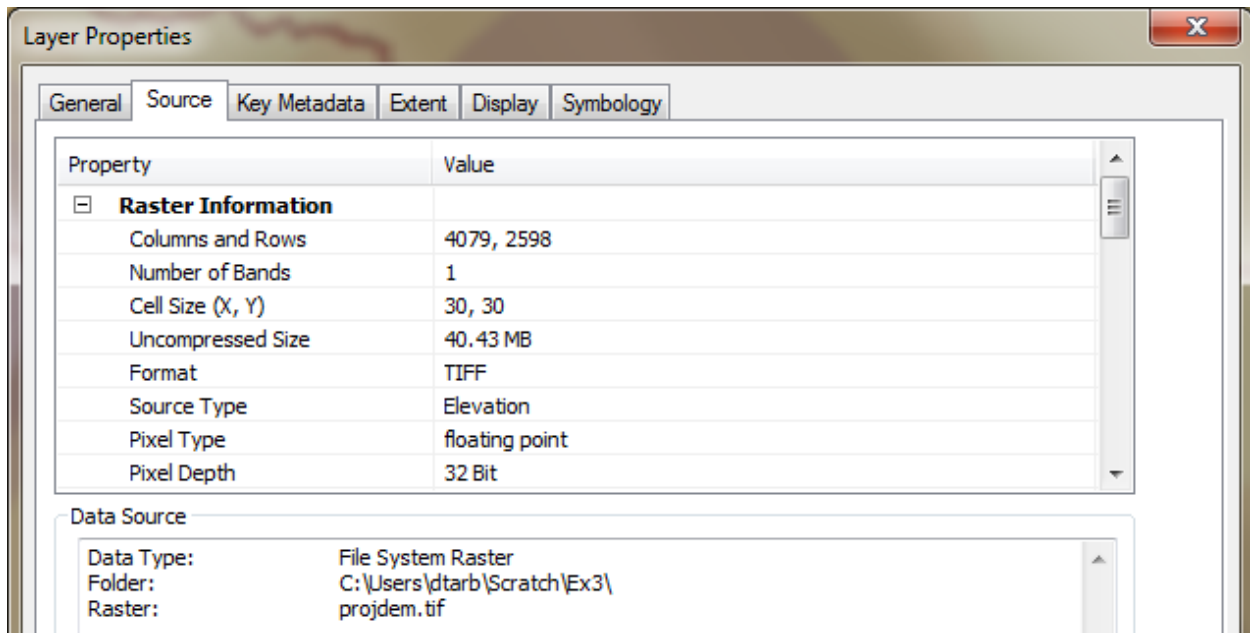 Layer Properties
General Source Key Metadata Extent Display Symbology
Property Value
Raster Information
Columns and Rows 4079, 2598
Number of Bands 1
Cell Size (X, Y) 30, 30
Uncompressed Size 40.43 MB
Format TIFF
Source Type Elevation
Pixel Type floating point
Pixel Depth 32 Bit
Data Source
Data Type: File System Raster
Folder: C:\Users\dtarb\Scratch\Ex3\
Raster: projdem.tif